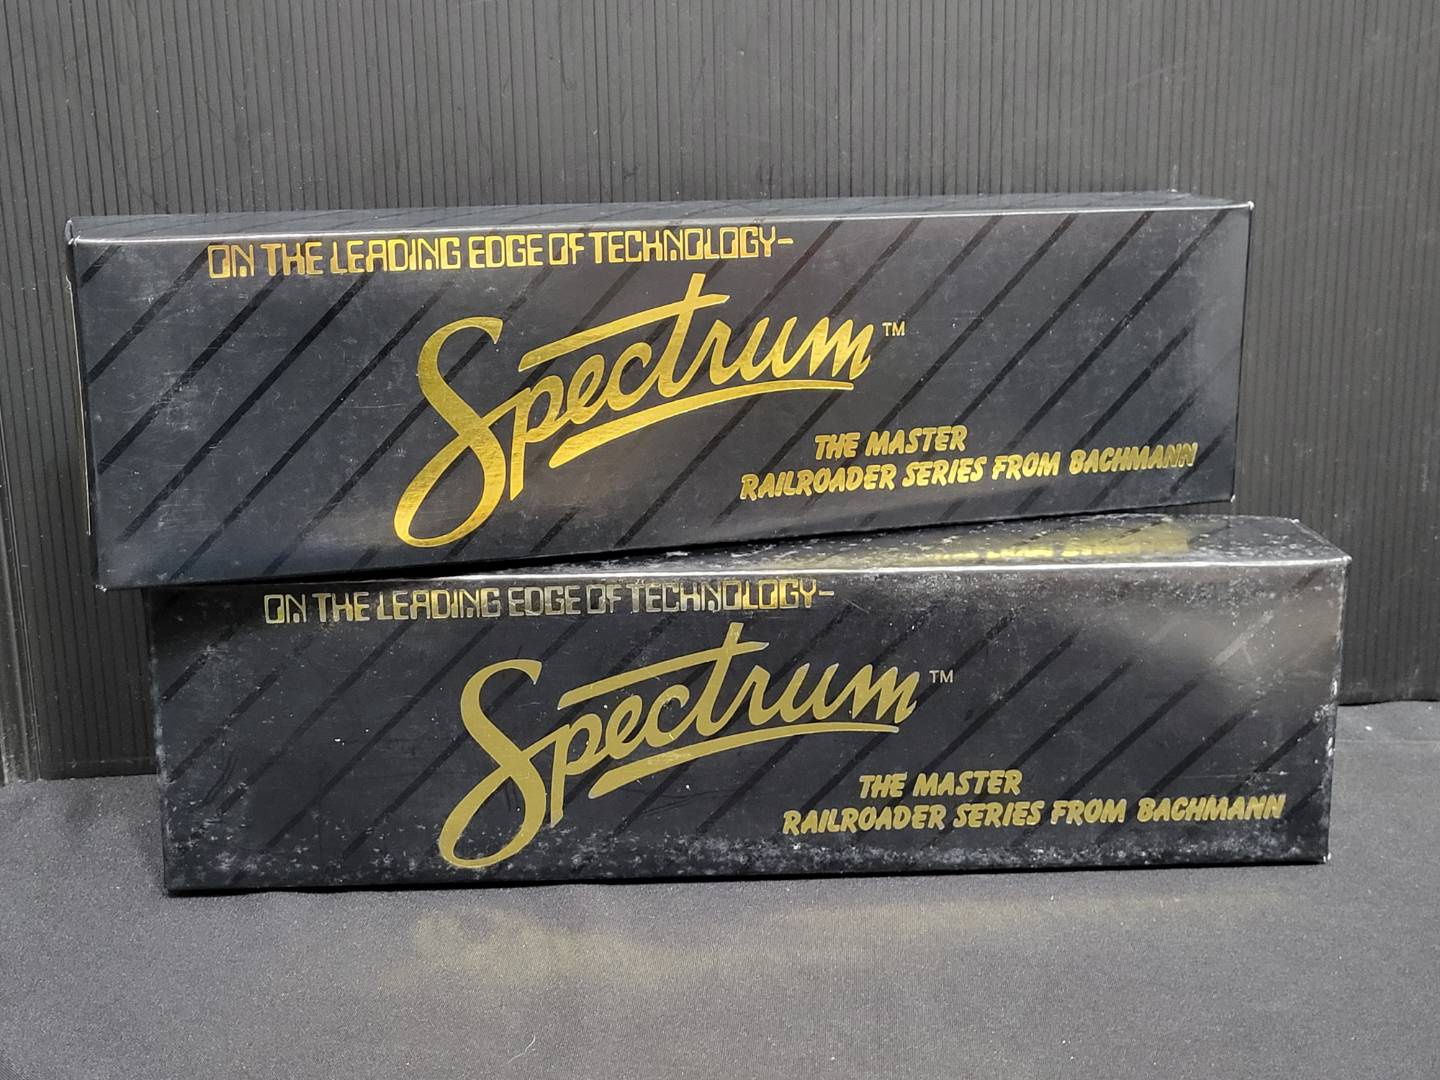 ON THE LEADING EDGE OF TECHNOLOGY–
Spectrum™
THE MASTER
RAILROADER SERIES FROM BACHMANN
ON THE LEADING EDGE OF TECHNOLOGY–
Spectrum™
THE MASTER
RAILROADER SERIES FROM BACHMANN